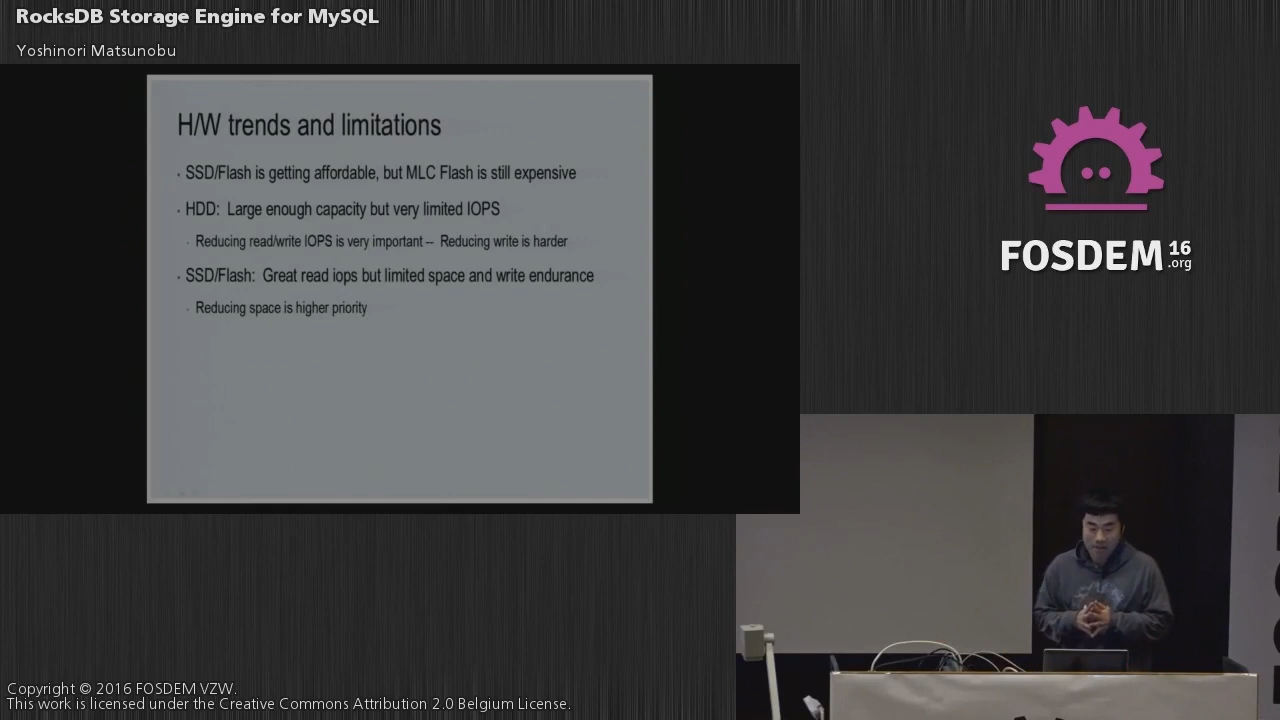 RocksDB Storage Engine for MySQL
Yoshinori Matsunobu
H/W trends and limitations
· SSD/Flash is getting affordable, but MLC Flash is still expensive
· HDD: Large enough capacity but very limited IOPS
· Reducing read/write IOPS is very important – Reducing write is harder
· SSD/Flash: Great read iops but limited space and write endurance
· Reducing space is higher priority
FOSDEM 16 .org
Copyright © 2016 FOSDEM VZW.
This work is licensed under the Creative Commons Attribution 2.0 Belgium License.